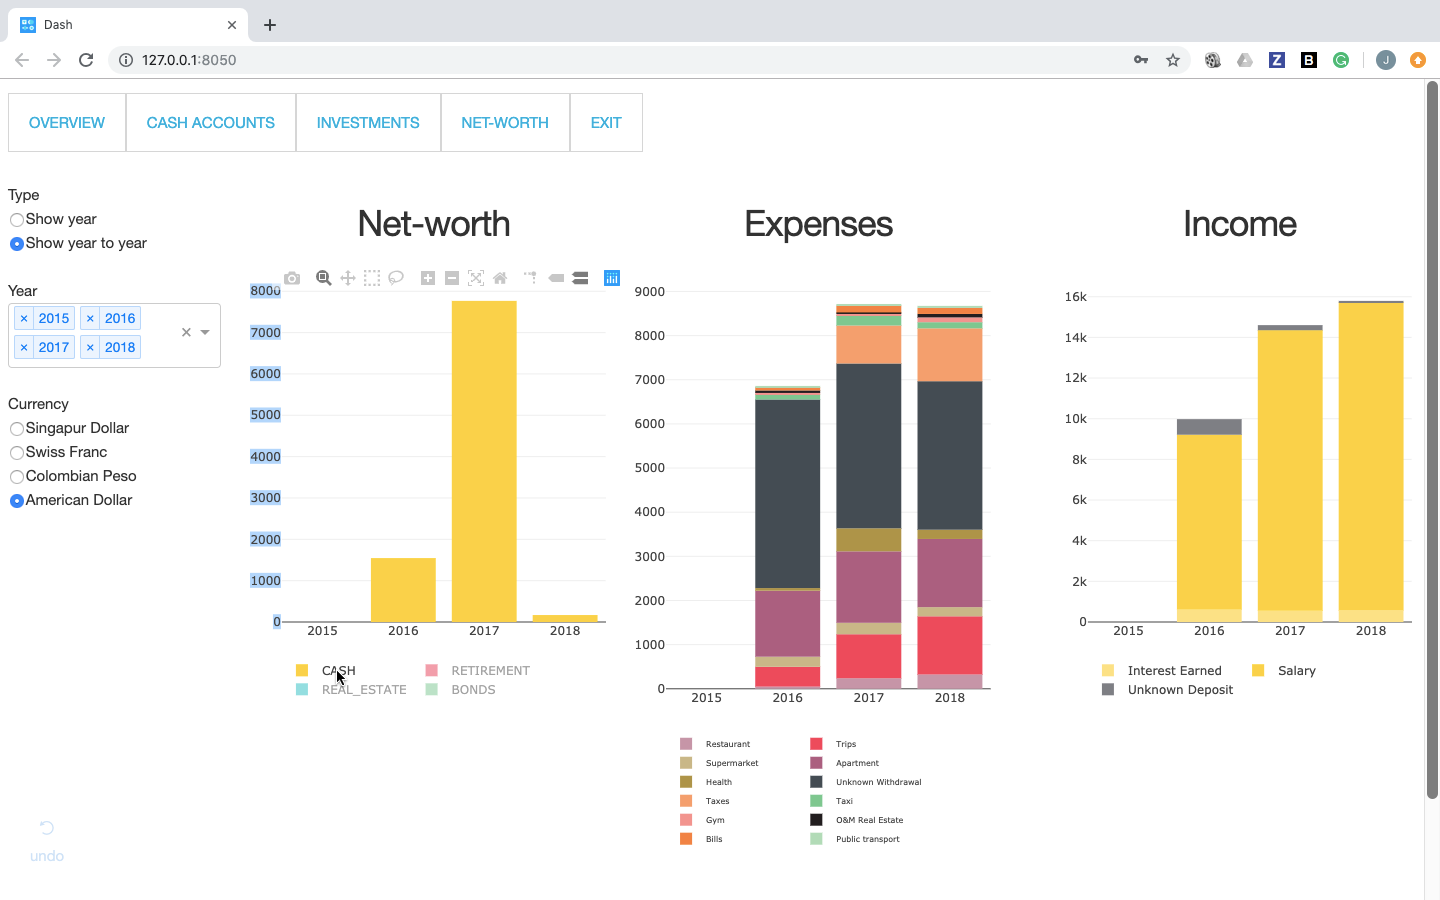 Dash
127.0.0.1:8050
Z
B
G
J
OVERVIEW
CASH ACCOUNTS
INVESTMENTS
NET-WORTH
EXIT
Type
Show year
Show year to year
Year
× 2015 × 2016
× 2017 × 2018
Currency
Singapur Dollar
Swiss Franc
Colombian Peso
American Dollar
undo
Net-worth
8000
7000
6000
5000
4000
3000
2000
1000
0
2015 2016 2017 2018
CASH RETIREMENT
REAL_ESTATE BONDS
Expenses
9000
8000
7000
6000
5000
4000
3000
2000
1000
0
2015 2016 2017 2018
Restaurant Trips
Supermarket Apartment
Health Unknown Withdrawal
Taxes Taxi
Gym O&M Real Estate
Bills Public transport
Income
16k
14k
12k
10k
8k
6k
4k
2k
0
2015 2016 2017 2018
Interest Earned Salary
Unknown Deposit